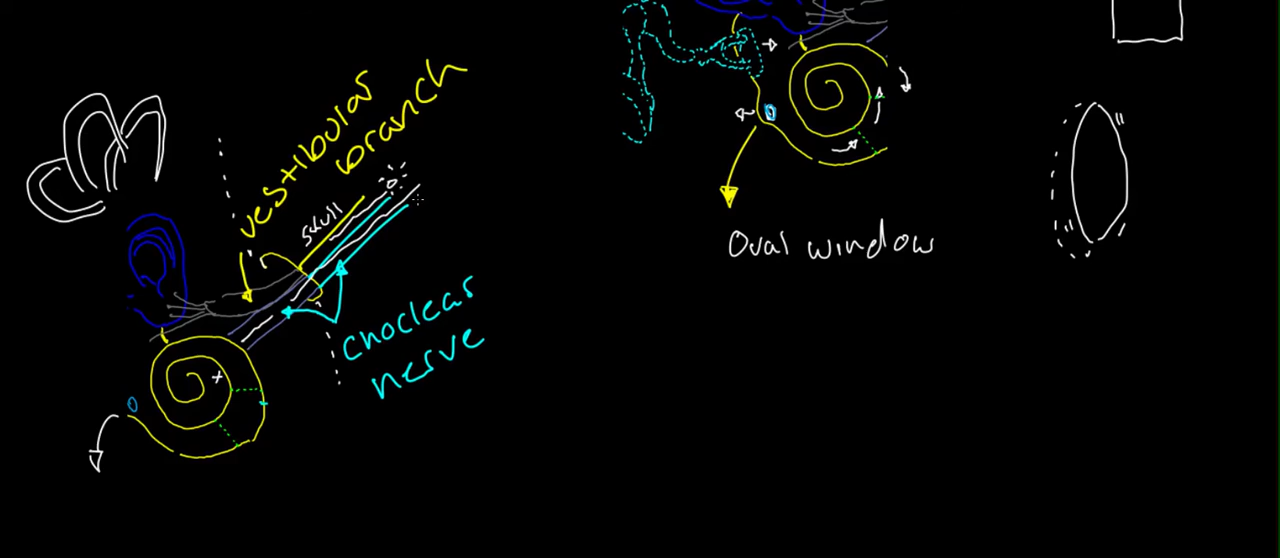 vestibular
branch
skull
Choclear
nerve
Oval window